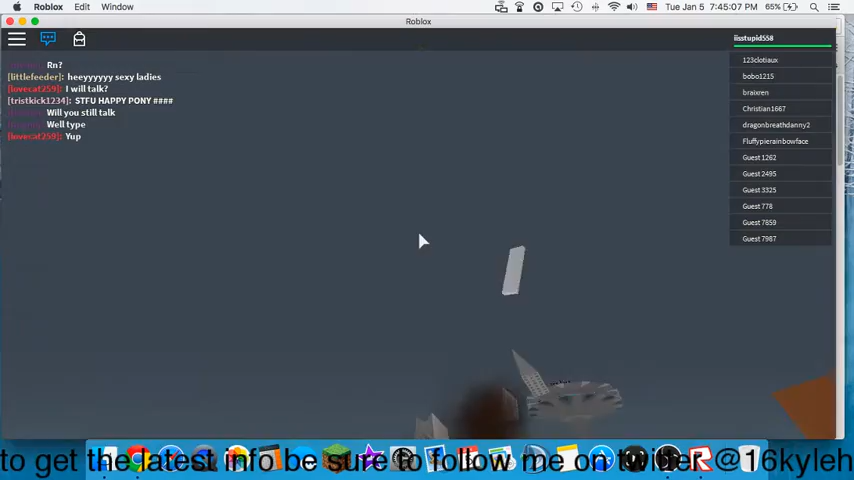 Roblox Edit Window Tue Jan 5 7:45:07 PM 65%
Roblox
iisstupid558
123clotiaux
bobo1215
braixren
Christian1667
dragonbreathdanny2
Fluffypierainbowface
Guest 1262
Guest 2495
Guest 3325
Guest 778
Guest 7859
Guest 7987
Rn?
[littlefeeder]: heeyyyyyy sexy ladies
[lovecat259]: I will talk?
[tristkick1234]: STFU HAPPY PONY ####
Will you still talk
Well type
[lovecat259]: Yup
to get the latest info be sure to follow me on twitter @16kyleh